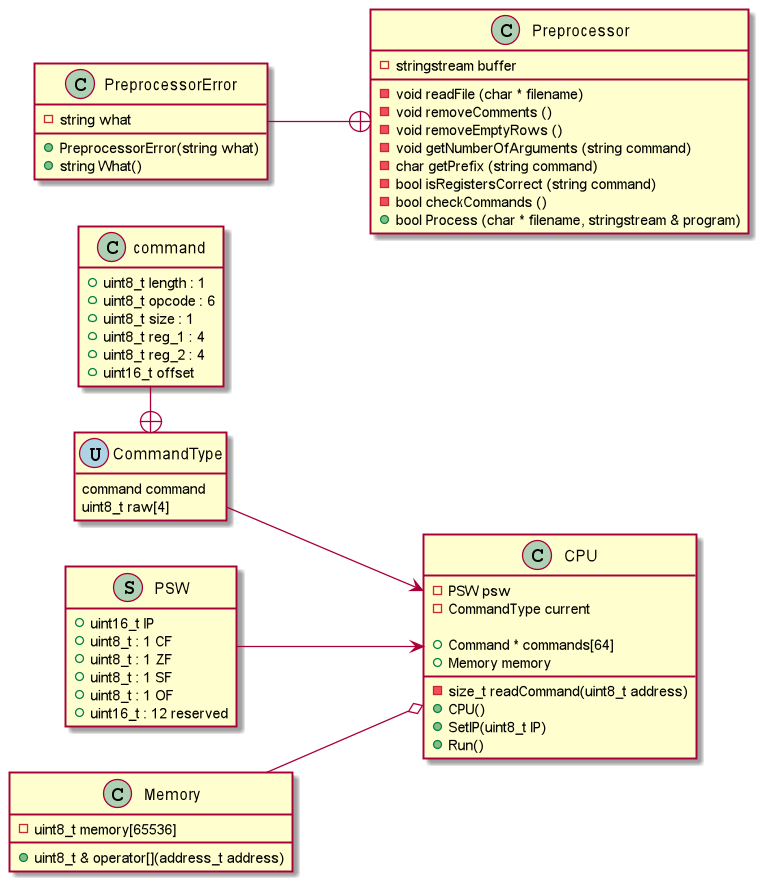 C PreprocessorError
string what
PreprocessorError(string what)
string What()
C Preprocessor
stringstream buffer
void readFile (char * filename)
void removeComments ()
void removeEmptyRows ()
void getNumberOfArguments (string command)
char getPrefix (string command)
bool isRegistersCorrect (string command)
bool checkCommands ()
bool Process (char * filename, stringstream & program)
C command
uint8_t length : 1
uint8_t opcode : 6
uint8_t size : 1
uint8_t reg_1 : 4
uint8_t reg_2 : 4
uint16_t offset
U CommandType
command command
uint8_t raw[4]
S PSW
uint16_t IP
uint8_t : 1 CF
uint8_t : 1 ZF
uint8_t : 1 SF
uint8_t : 1 OF
uint16_t : 12 reserved
C CPU
PSW psw
CommandType current
Command * commands[64]
Memory memory
size_t readCommand(uint8_t address)
CPU()
SetIP(uint8_t IP)
Run()
C Memory
uint8_t memory[65536]
uint8_t & operator[](address_t address)